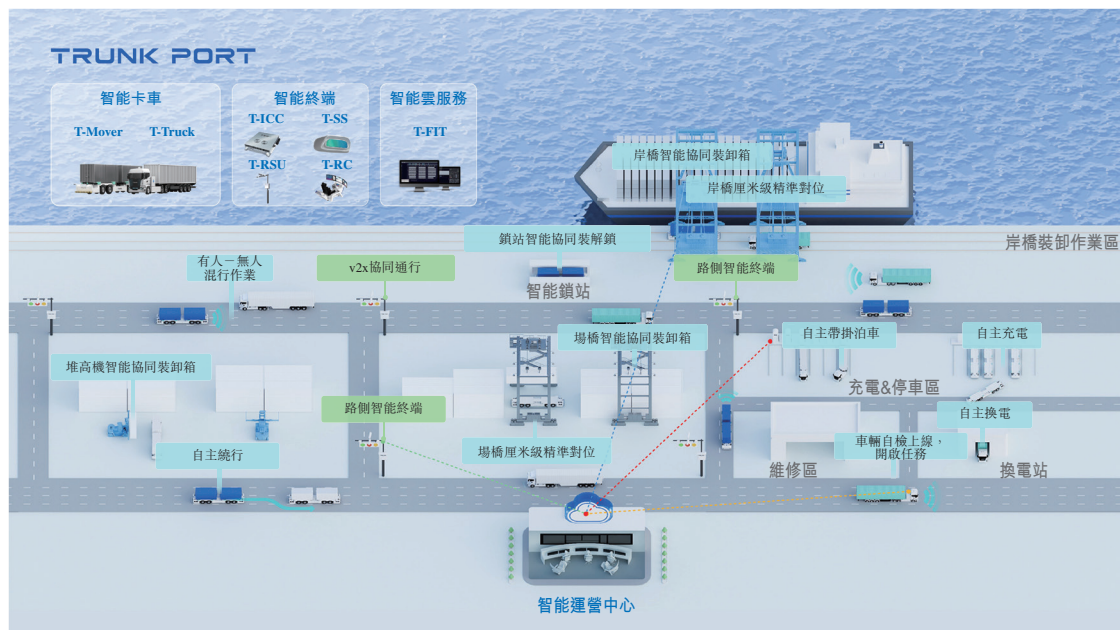 TRUNK PORT
智能卡車
T-Mover
T-Truck
智能終端
T-ICC
T-SS
T-RSU
T-RC
智能雲服務
T-FIT
岸橋智能協同裝卸箱
岸橋厘米級精準對位
岸橋裝卸作業區
鎖站智能協同裝解鎖
有人－無人
混行作業
v2x協同通行
路側智能終端
智能鎖站
場橋智能協同裝卸箱
自主帶掛泊車
自主充電
堆高機智能協同裝卸箱
充電&停車區
路側智能終端
自主換電
場橋厘米級精準對位
車輛自檢上線，
開啟任務
自主繞行
維修區
換電站
智能運營中心